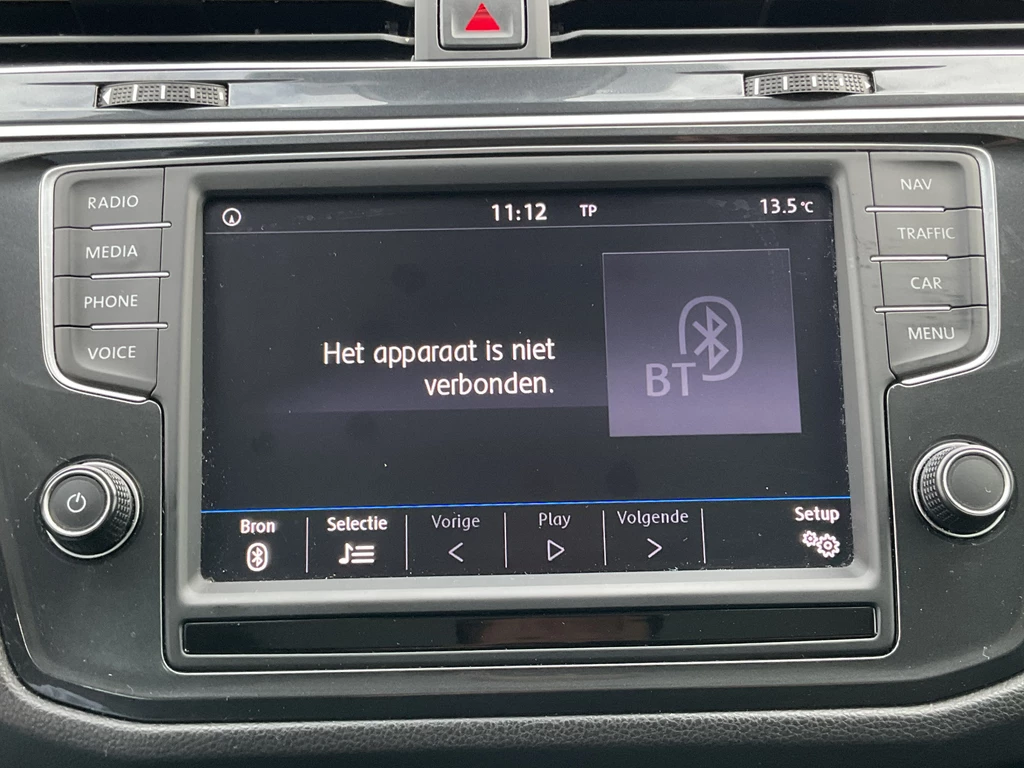 RADIO
MEDIA
PHONE
VOICE
11:12 TP 13.5°C
Het apparaat is niet
verbonden.
BT
Bron Selectie Vorige Play Volgende Setup
NAV
TRAFFIC
CAR
MENU